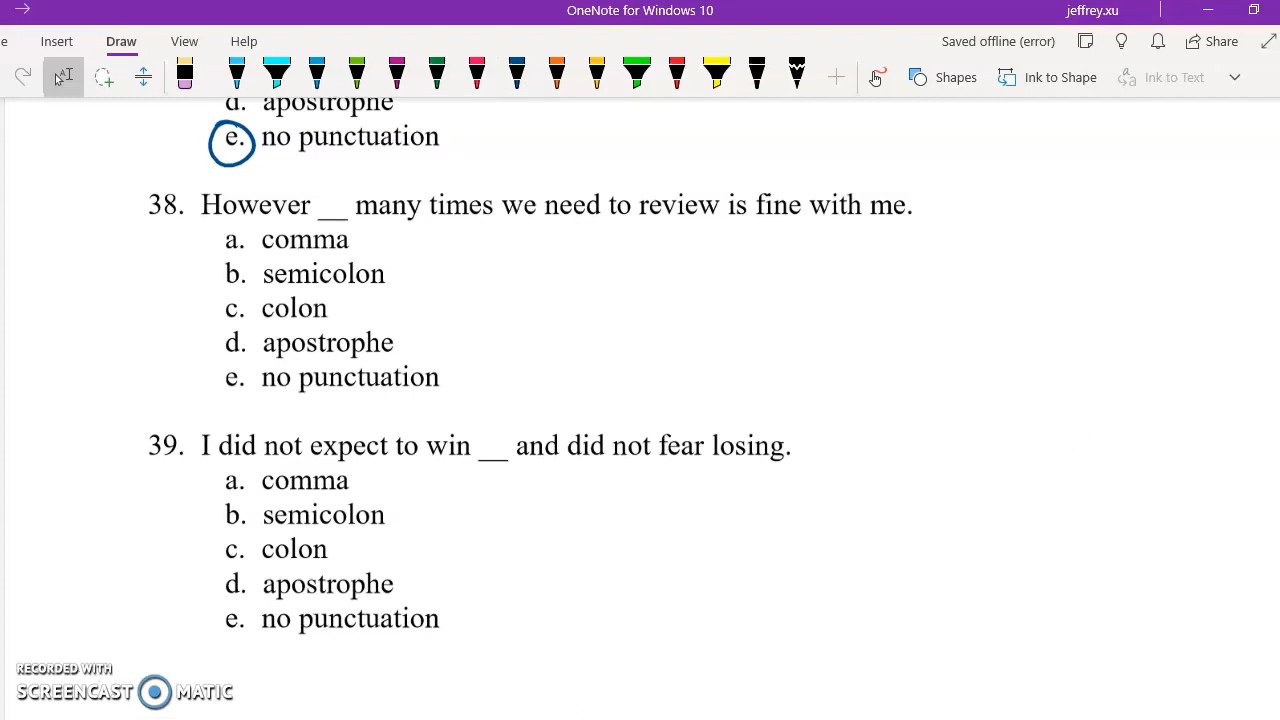 OneNote for Windows 10
jeffrey.xu
e
Insert
Draw
View
Help
Saved offline (error)
Share
Shapes
Ink to Shape
Ink to Text
d. apostrophe
e. no punctuation
38. However __ many times we need to review is fine with me.
a. comma
b. semicolon
c. colon
d. apostrophe
e. no punctuation
39. I did not expect to win __ and did not fear losing.
a. comma
b. semicolon
c. colon
d. apostrophe
e. no punctuation
RECORDED WITH
SCREENCAST MATIC